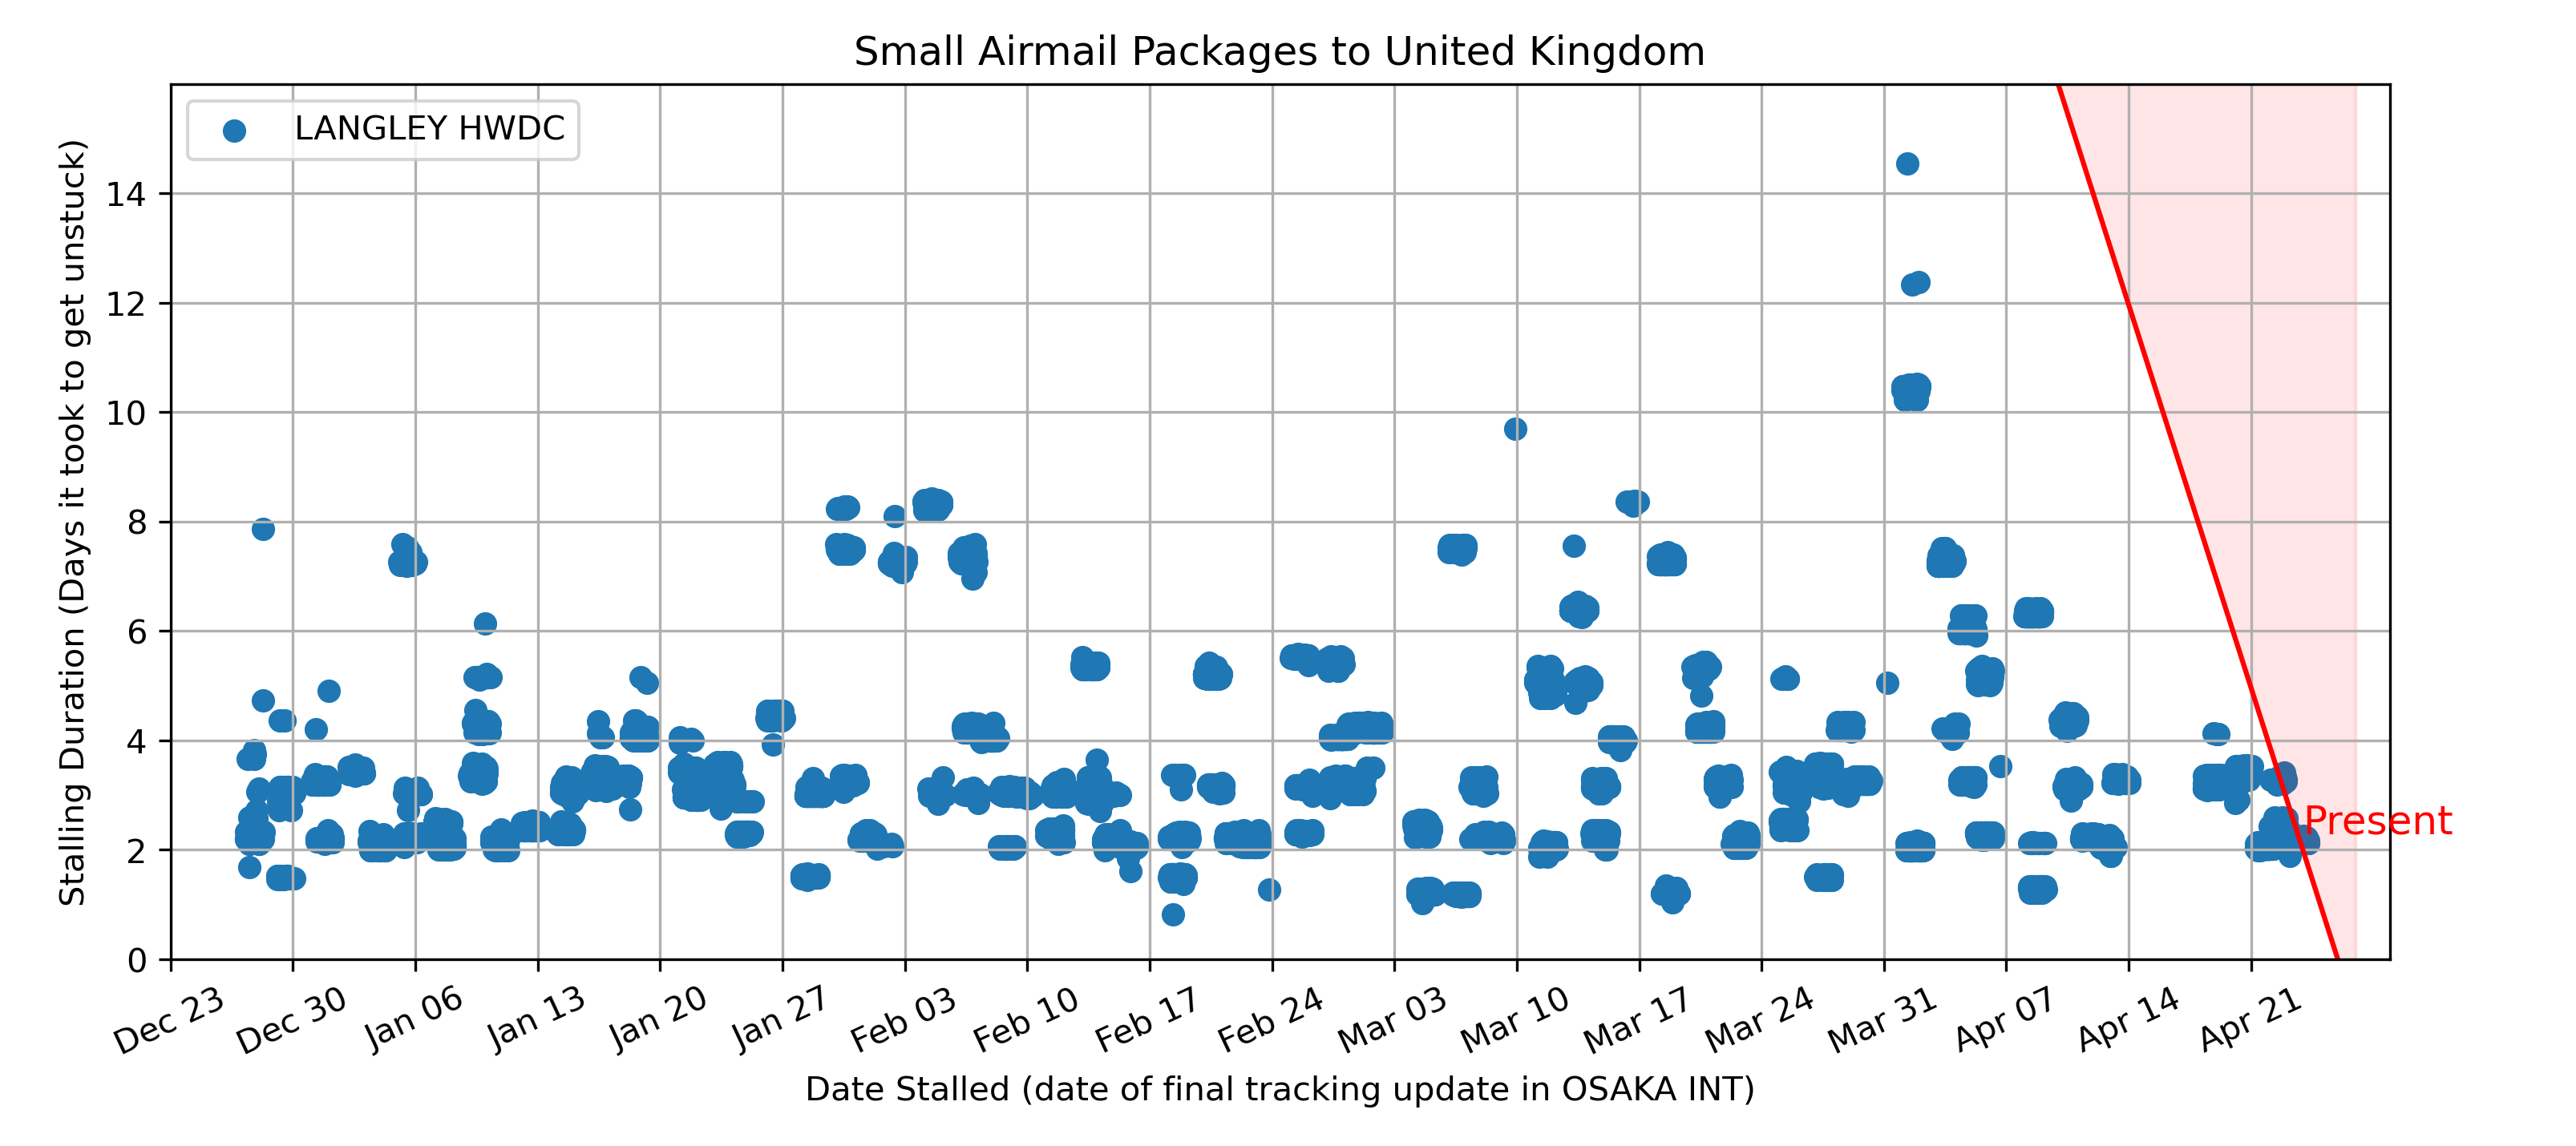 Small Airmail Packages to United Kingdom
LANGLEY HWDC
Stalling Duration (Days it took to get unstuck)
14
12
10
8
6
4
2
0
Present
Dec 23
Dec 30
Jan 06
Jan 13
Jan 20
Jan 27
Feb 03
Feb 10
Feb 17
Feb 24
Mar 03
Mar 10
Mar 17
Mar 24
Mar 31
Apr 07
Apr 14
Apr 21
Date Stalled (date of final tracking update in OSAKA INT)